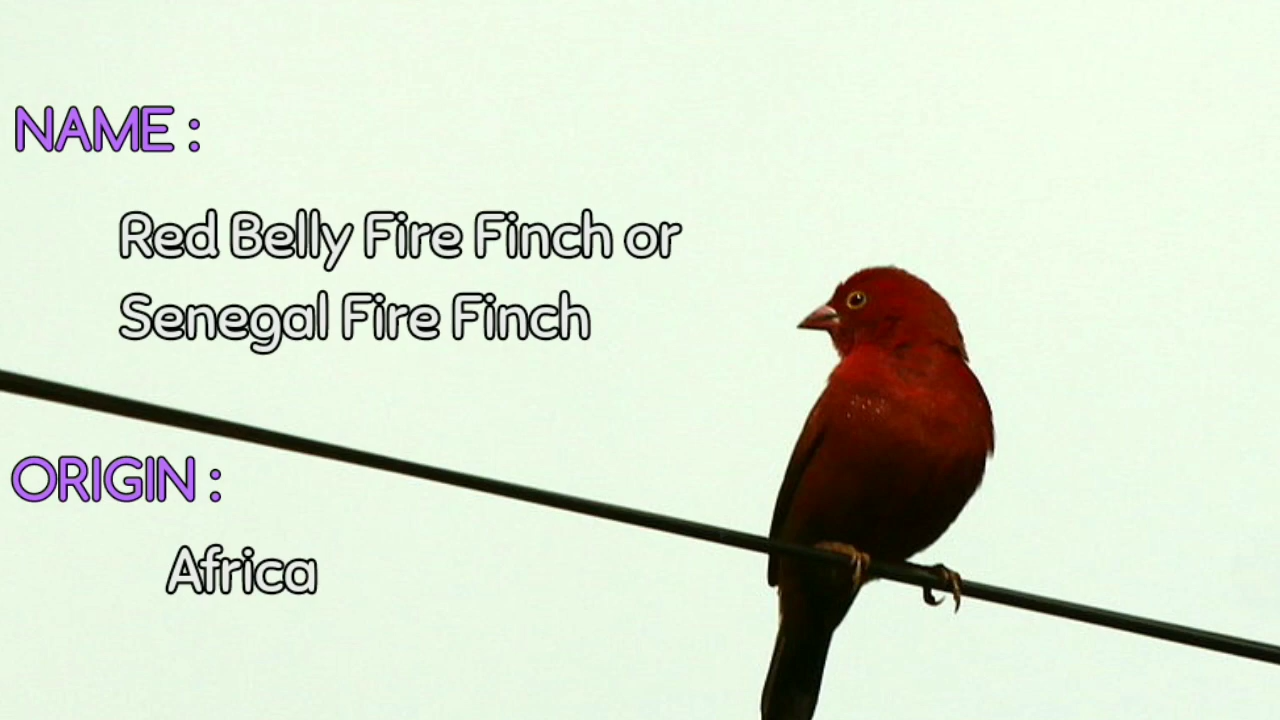 NAME :
Red Belly Fire Finch or
Senegal Fire Finch
ORIGIN :
Africa